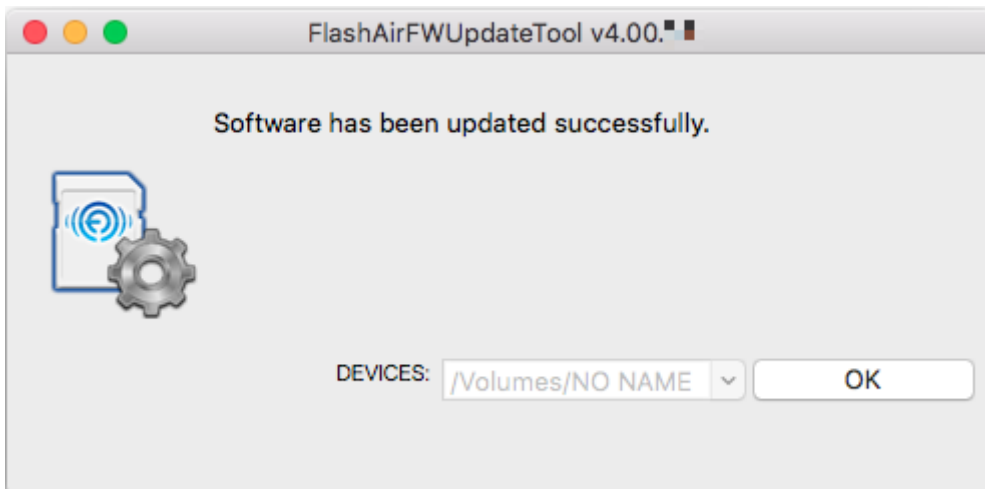 FlashAirFWUpdateTool v4.00.
Software has been updated successfully.
DEVICES: /Volumes/NO NAME OK